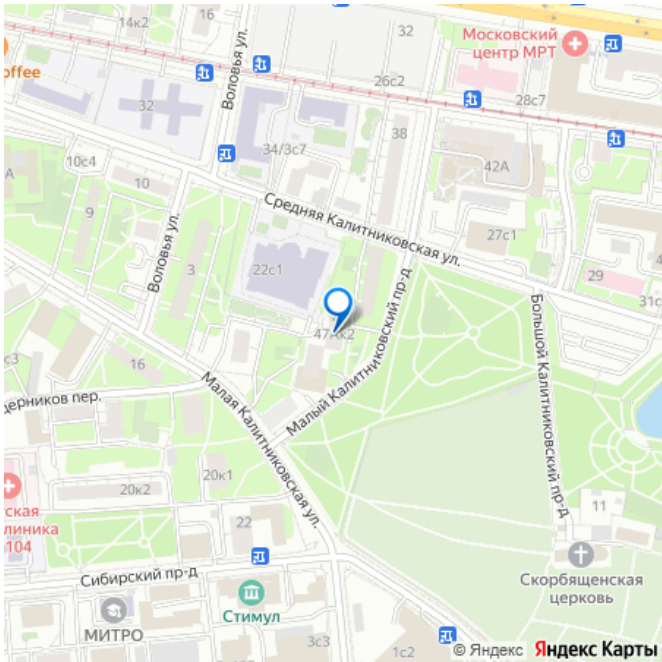 14к2
16
Воловья ул.
32
Московский
центр МРТ
offee
26с2
28с7
32
38
34/3с7
42А
10с4
10
9
Средняя Калитниковская ул.
27с1
29
31с
А
Воловья ул.
3
22с1
Малый Калитниковский пр-д
Большой Калитниковский пр-д
с3
16
дерников пер.
Малая Калитниковская ул.
20к1
20к2
линика
104
22
11
Скорбященская
церковь
Сибирский пр-д
Стимул
МИТРО
3с3
1с2
© Яндекс Яндекс Карты